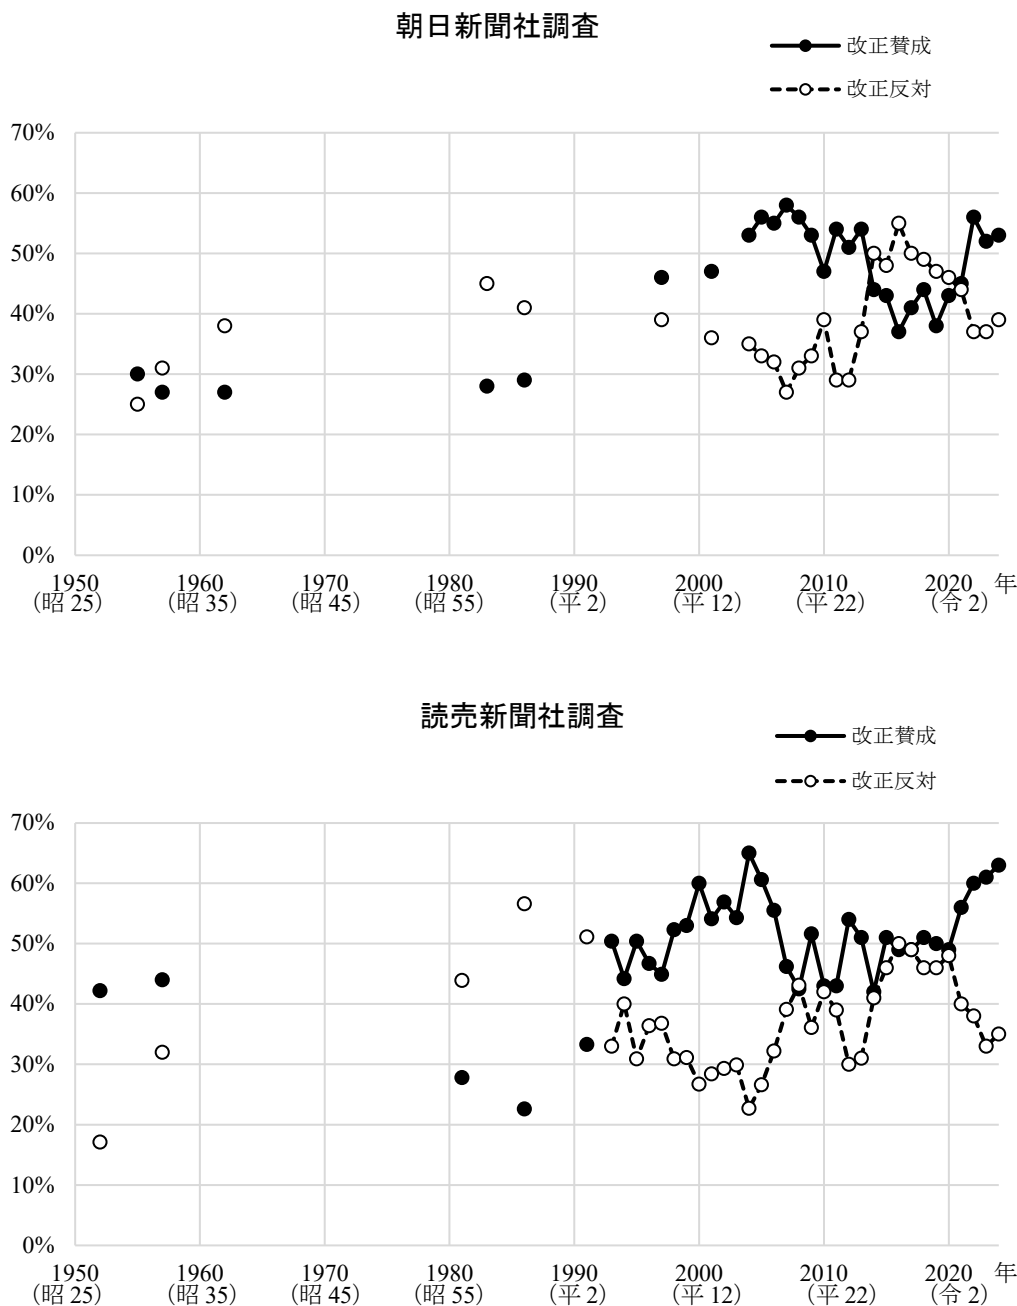 朝日新聞社調査
改正賛成
改正反対
70%
60%
50%
40%
30%
20%
10%
0%
1950 1960 1970 1980 1990 2000 2010 2020 年
(昭 25) (昭 35) (昭 45) (昭 55) (平 2) (平 12) (平 22) (令 2)
読売新聞社調査
改正賛成
改正反対
70%
60%
50%
40%
30%
20%
10%
0%
1950 1960 1970 1980 1990 2000 2010 2020 年
(昭 25) (昭 35) (昭 45) (昭 55) (平 2) (平 12) (平 22) (令 2)